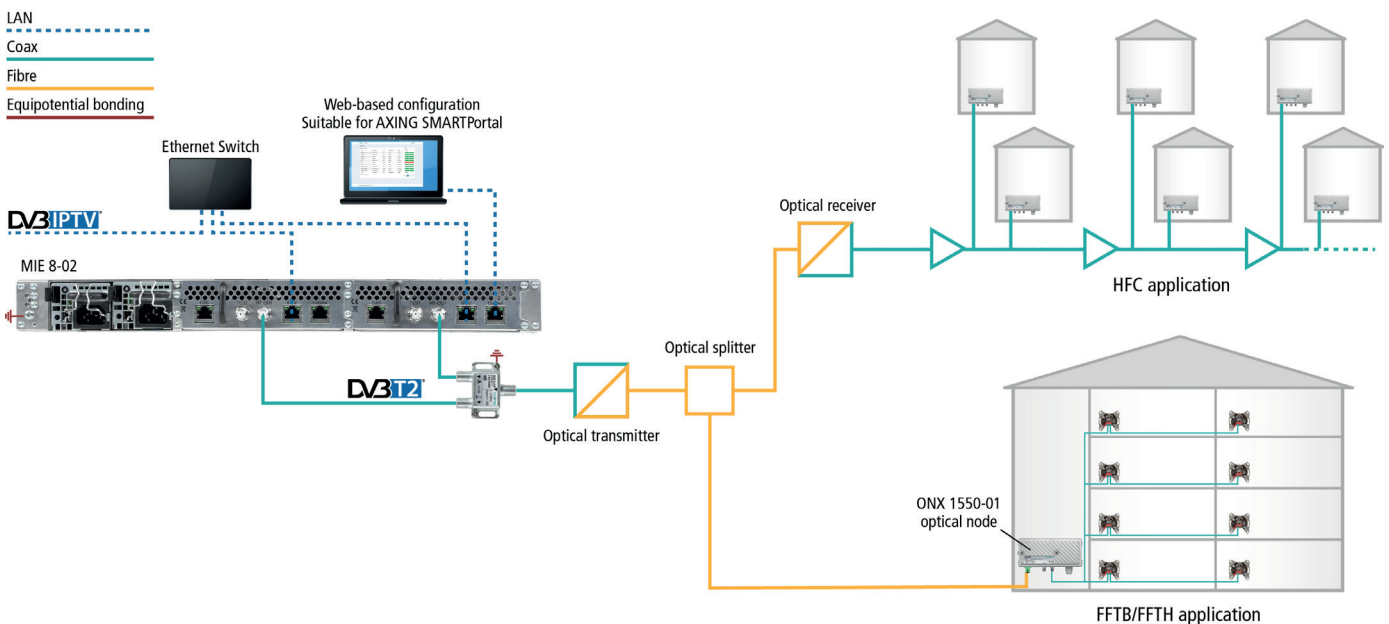 LAN
Coax
Fibre
Equipotential bonding
Web-based configuration
Suitable for AXING SMARTPortal
Ethernet Switch
DVB IPTV
MIE 8-02
Optical receiver
HFC application
Optical splitter
DVB T2
Optical transmitter
ONX 1550-01
optical node
FFTB/FFTH application